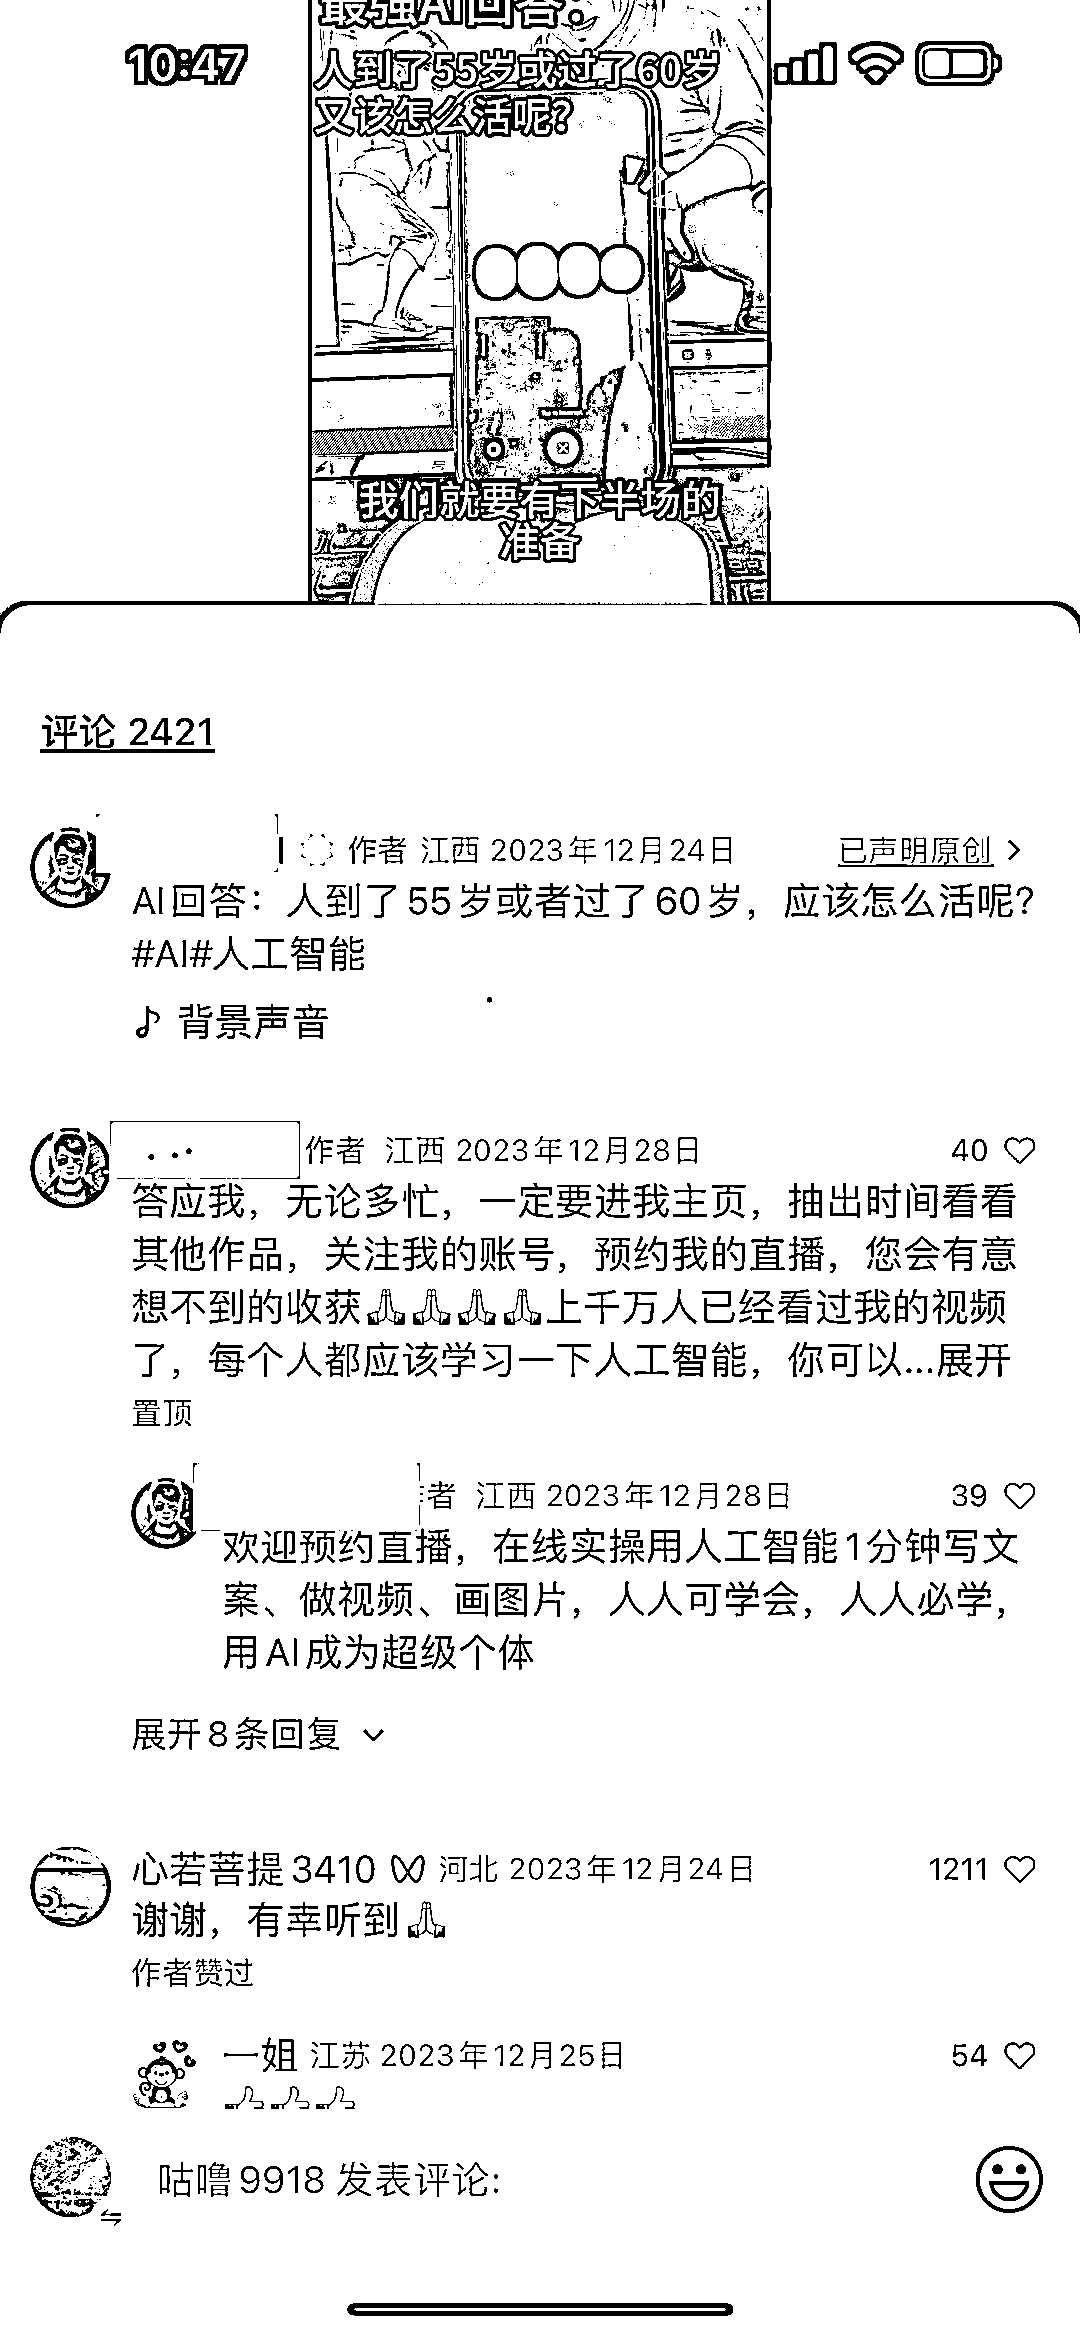 最强AI回答：
10:47
人到了55岁或过了60岁
又该怎么活呢？
我们就要有下半场的
准备
评论 2421
作者 江西 2023年12月24日 已声明原创
AI回答：人到了55岁或者过了60岁，应该怎么活呢？
#AI#人工智能
背景声音
作者 江西 2023年12月28日 40
答应我，无论多忙，一定要进我主页，抽出时间看看
其他作品，关注我的账号，预约我的直播，您会有意
想不到的收获🙏🙏🙏🙏上千万人已经看过我的视频
了，每个人都应该学习一下人工智能，你可以...展开
置顶
者 江西 2023年12月28日 39
欢迎预约直播，在线实操用人工智能1分钟写文
案、做视频、画图片，人人可学会，人人必学，
用AI成为超级个体
展开8条回复
心若菩提3410 河北 2023年12月24日 1211
谢谢，有幸听到🙏
作者赞过
一姐 江苏 2023年12月25日 54
👍👍👍
咕噜9918 发表评论: